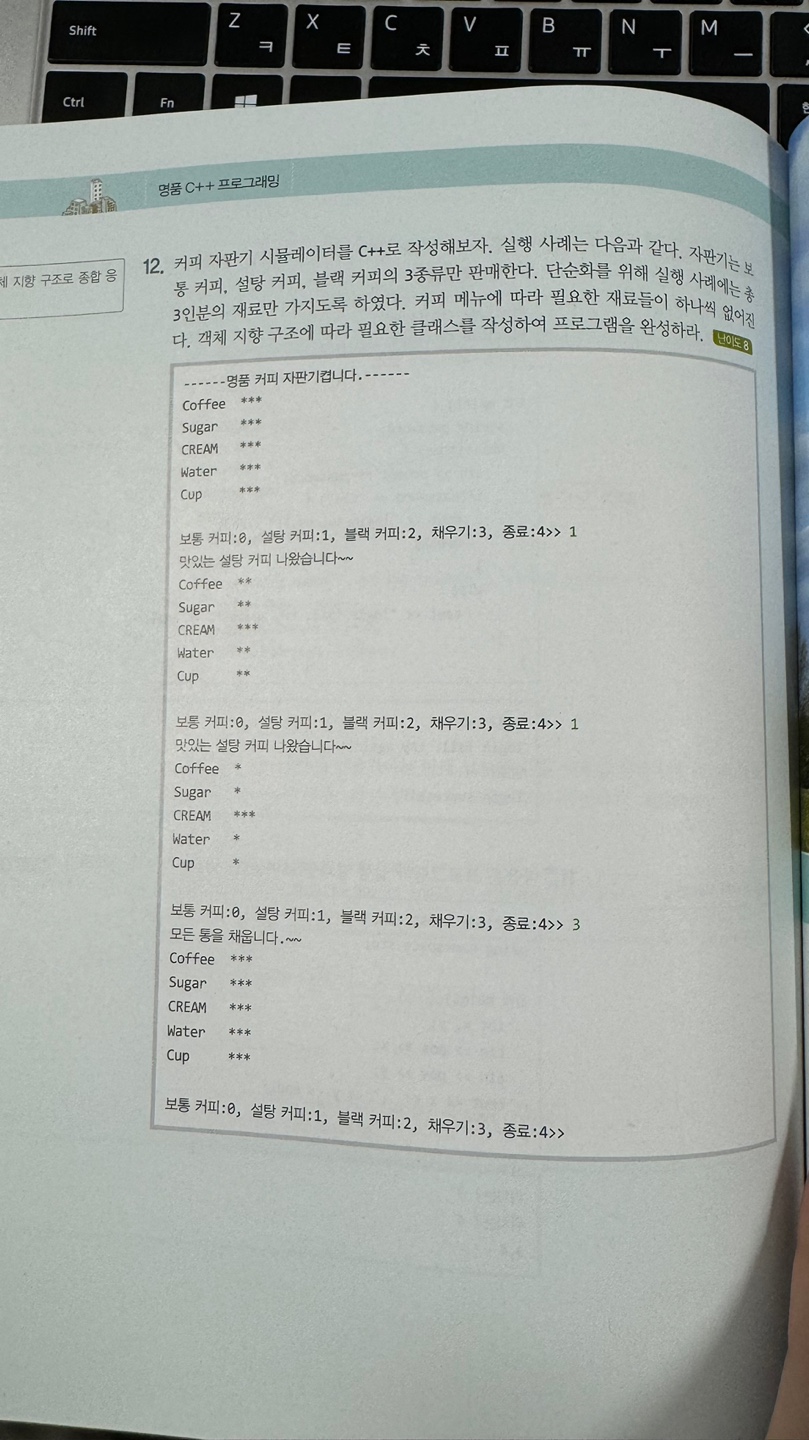 Shift
Z ㅋ
X ㅌ
C ㅊ
V ㅍ
B ㅠ
N ㅜ
M ㅡ
Ctrl
Fn
명품 C++ 프로그래밍
체 지향 구조로 종합 응
12. 커피 자판기 시뮬레이터를 C++로 작성해보자. 실행 사례는 다음과 같다. 자판기는 보
통 커피, 설탕 커피, 블랙 커피의 3종류만 판매한다. 단순화를 위해 실행 사례에는 총
3인분의 재료만 가지도록 하였다. 커피 메뉴에 따라 필요한 재료들이 하나씩 없어진
다. 객체 지향 구조에 따라 필요한 클래스를 작성하여 프로그램을 완성하라. 난이도 8
------명품 커피 자판기켭니다.------
Coffee ***
Sugar ***
CREAM ***
Water ***
Cup ***
보통 커피:0, 설탕 커피:1, 블랙 커피:2, 채우기:3, 종료:4>> 1
맛있는 설탕 커피 나왔습니다~~
Coffee **
Sugar **
CREAM ***
Water **
Cup **
보통 커피:0, 설탕 커피:1, 블랙 커피:2, 채우기:3, 종료:4>> 1
맛있는 설탕 커피 나왔습니다~~
Coffee *
Sugar *
CREAM ***
Water *
Cup *
보통 커피:0, 설탕 커피:1, 블랙 커피:2, 채우기:3, 종료:4>> 3
모든 통을 채웁니다.~~
Coffee ***
Sugar ***
CREAM ***
Water ***
Cup ***
보통 커피:0, 설탕 커피:1, 블랙 커피:2, 채우기:3, 종료:4>>